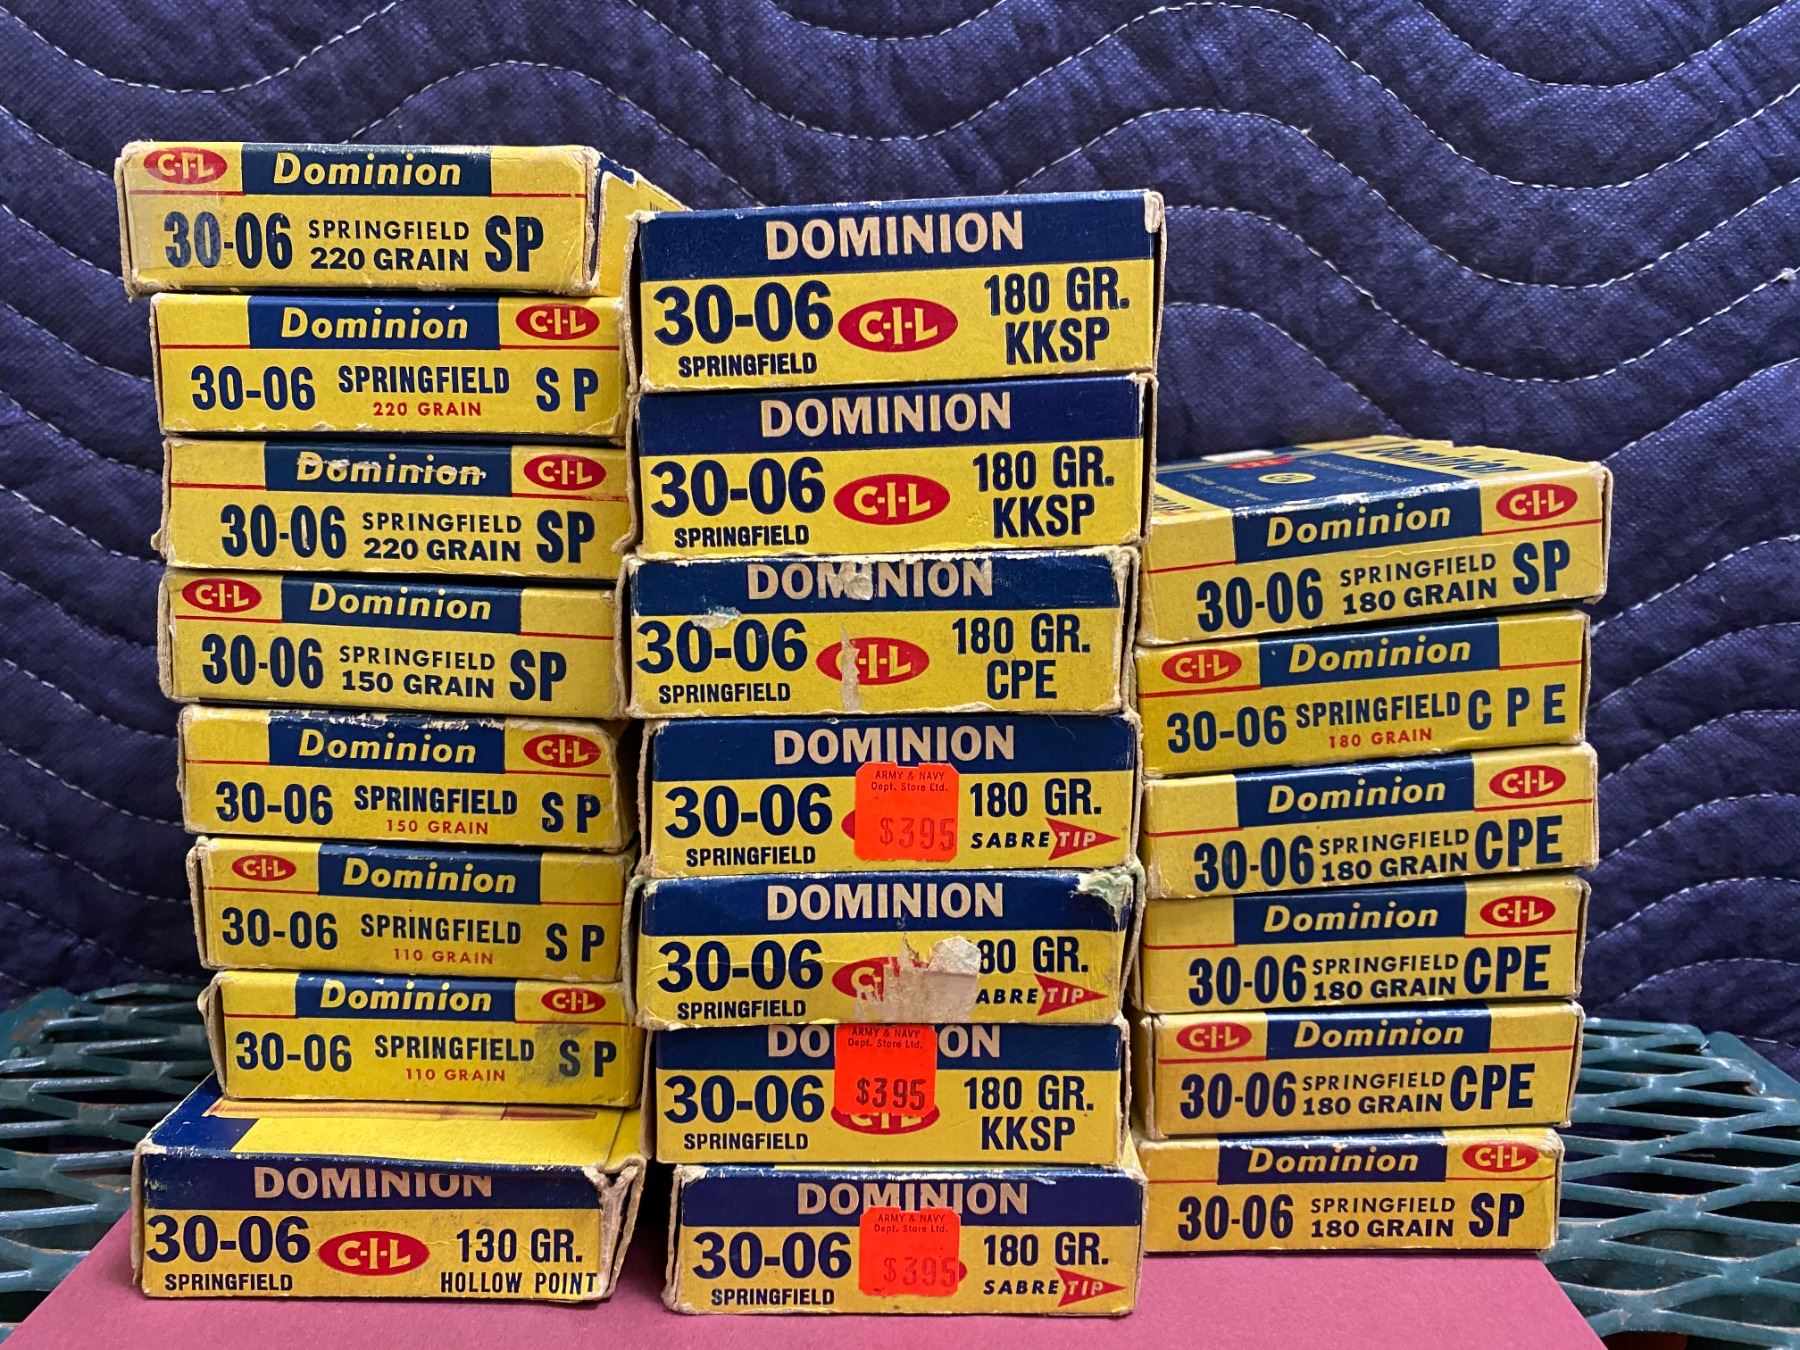 C-I-L Dominion
30-06 SPRINGFIELD SP
220 GRAIN
Dominion C-I-L
30-06 SPRINGFIELD S P
220 GRAIN
Dominion C-I-L
30-06 SPRINGFIELD SP
220 GRAIN
C-I-L Dominion
30-06 SPRINGFIELD SP
150 GRAIN
Dominion C-I-L
30-06 SPRINGFIELD S P
150 GRAIN
C-I-L Dominion
30-06 SPRINGFIELD S P
110 GRAIN
Dominion C-I-L
30-06 SPRINGFIELD S P
110 GRAIN
DOMINION
30-06 C-I-L 130 GR.
SPRINGFIELD HOLLOW POINT
DOMINION
30-06 C-I-L 180 GR.
SPRINGFIELD KKSP
DOMINION
30-06 C-I-L 180 GR.
SPRINGFIELD KKSP
DOMINION
30-06 -I-L 180 GR.
SPRINGFIELD CPE
DOMINION
ARMY & NAVY
Dept. Store Ltd.
30-06 $395 180 GR.
SPRINGFIELD SABRE TIP
DOMINION
30-06 C 80 GR.
SPRINGFIELD ABRE TIP
DO ON
ARMY & NAVY
Dept. Store Ltd.
$395
30-06 C-I-L 180 GR.
SPRINGFIELD KKSP
DOMINION
ARMY & NAVY
Dept. Store Ltd.
30-06 $395 180 GR.
SPRINGFIELD SABRE TIP
Dominion
Dominion C-I-L
30-06 SPRINGFIELD SP
180 GRAIN
C-I-L Dominion
30-06 SPRINGFIELD C P E
180 GRAIN
Dominion C-I-L
30-06 SPRINGFIELD CPE
180 GRAIN
Dominion C-I-L
30-06 SPRINGFIELD CPE
180 GRAIN
C-I-L Dominion
30-06 SPRINGFIELD CPE
180 GRAIN
Dominion C-I-L
30-06 SPRINGFIELD SP
180 GRAIN